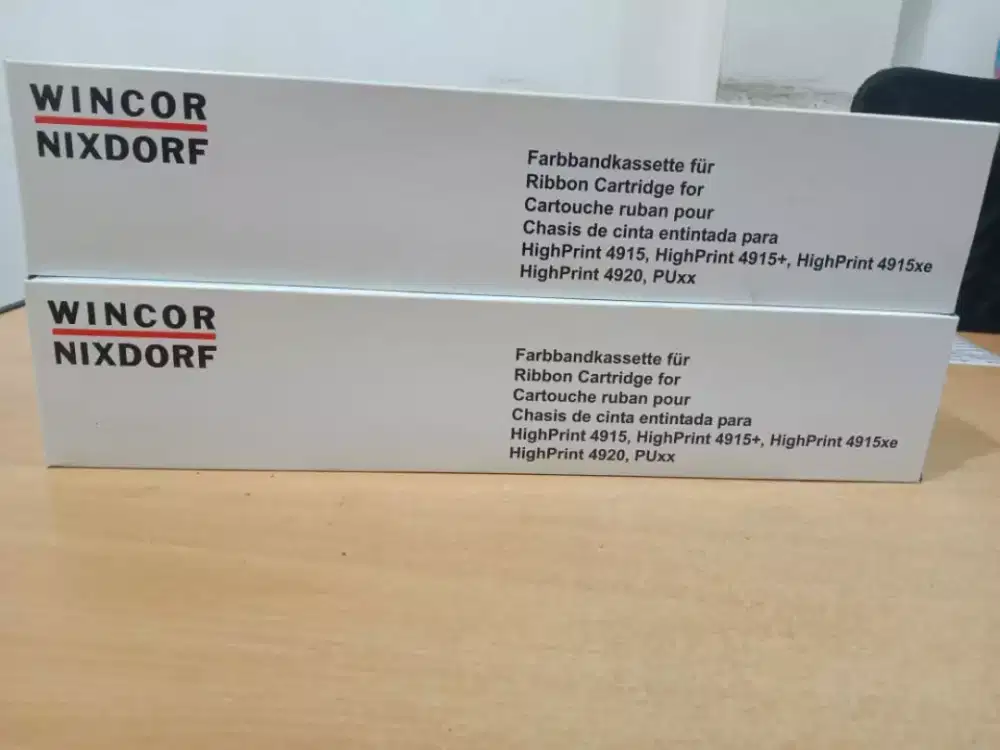 WINCOR
NIXDORF
Farbbandkassette für
Ribbon Cartridge for
Cartouche ruban pour
Chasis de cinta entintada para
HighPrint 4915, HighPrint 4915+, HighPrint 4915xe
HighPrint 4920, PUxx
WINCOR
NIXDORF
Farbbandkassette für
Ribbon Cartridge for
Cartouche ruban pour
Chasis de cinta entintada para
HighPrint 4915, HighPrint 4915+, HighPrint 4915xe
HighPrint 4920, PUxx